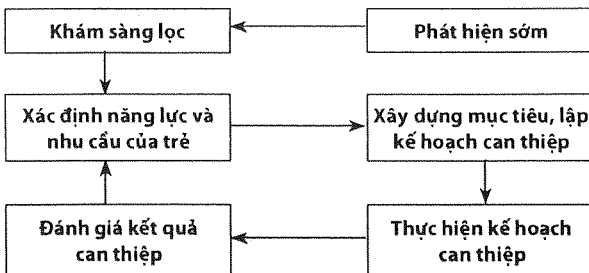 Khám sàng lọc
Phát hiện sớm
Xác định năng lực và
nhu cầu của trẻ
Xây dựng mục tiêu, lập
kế hoạch can thiệp
Đánh giá kết quả
can thiệp
Thực hiện kế hoạch
can thiệp